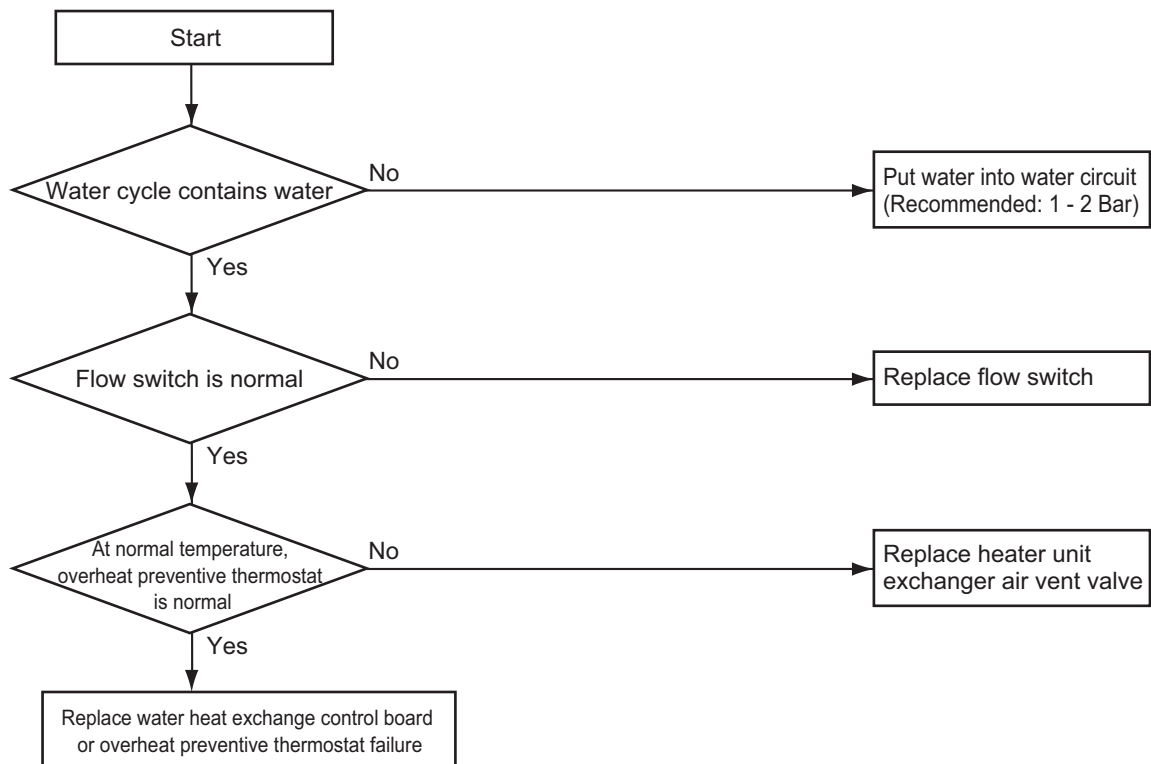 Start
Water cycle contains water
No
Put water into water circuit
(Recommended: 1 - 2 Bar)
Yes
Flow switch is normal
No
Replace flow switch
Yes
At normal temperature,
overheat preventive thermostat
is normal
No
Replace heater unit
exchanger air vent valve
Yes
Replace water heat exchange control board
or overheat preventive thermostat failure